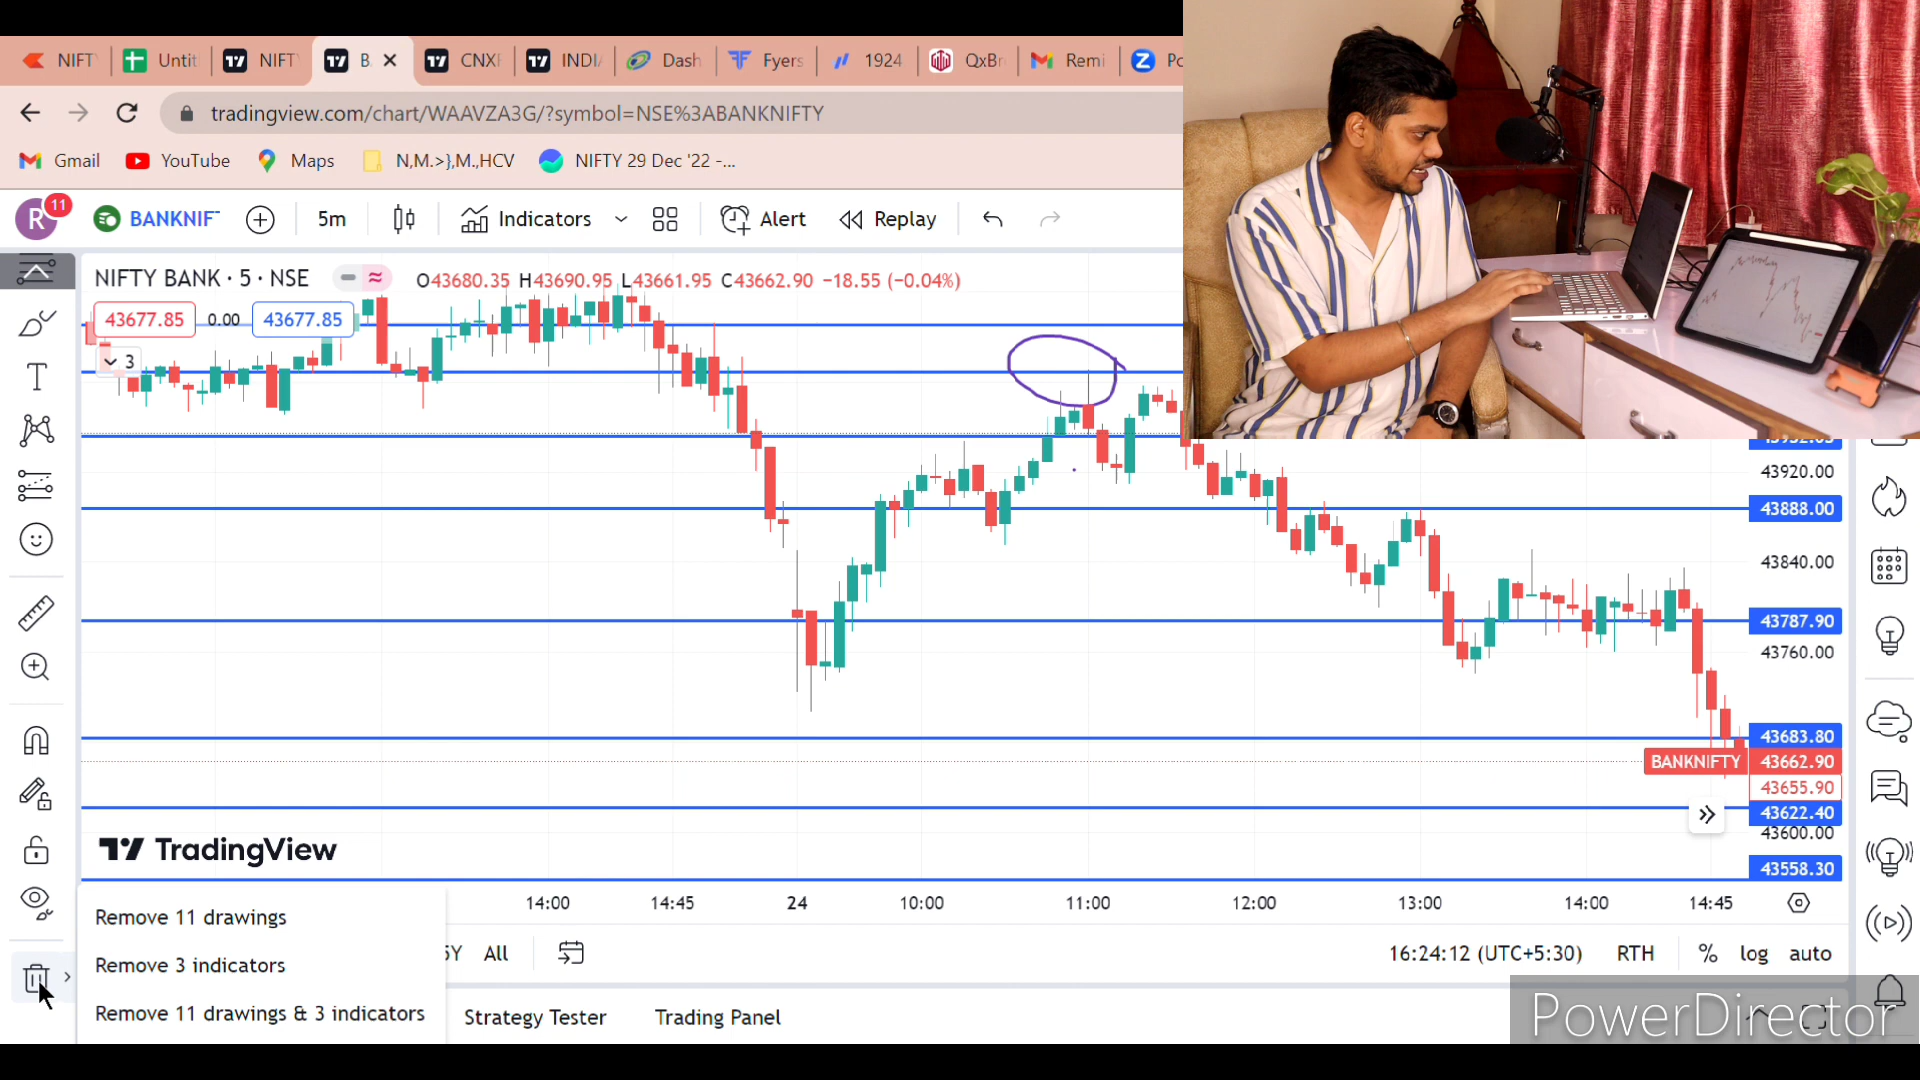 NIFT
Untit
NIFT
B
CNXF
INDI
Dash
Fyers
1924
QxBr
Remi
Po
tradingview.com/chart/WAAVZA3G/?symbol=NSE%3ABANKNIFTY
Gmail
YouTube
Maps
N,M.>},M.,HCV
NIFTY 29 Dec '22 -...
R
11
BANKNIF
5m
Indicators
Alert
Replay
NIFTY BANK · 5 · NSE
O43680.35 H43690.95 L43661.95 C43662.90 −18.55 (−0.04%)
43677.85
0.00
43677.85
3
43920.00
43888.00
43840.00
43787.90
43760.00
43683.80
BANKNIFTY
43662.90
43655.90
43622.40
43600.00
43558.30
TradingView
14:00
14:45
24
10:00
11:00
12:00
13:00
14:00
14:45
Remove 11 drawings
Remove 3 indicators
Remove 11 drawings & 3 indicators
5Y
All
16:24:12 (UTC+5:30)
RTH
%
log
auto
Strategy Tester
Trading Panel
PowerDirector